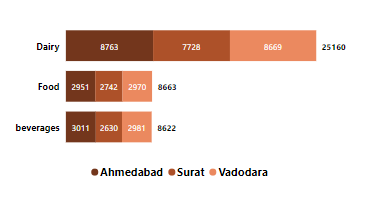 Dairy 8763 7728 8669 25160
Food 2951 2742 2970 8663
beverages 3011 2630 2981 8622
Ahmedabad Surat Vadodara